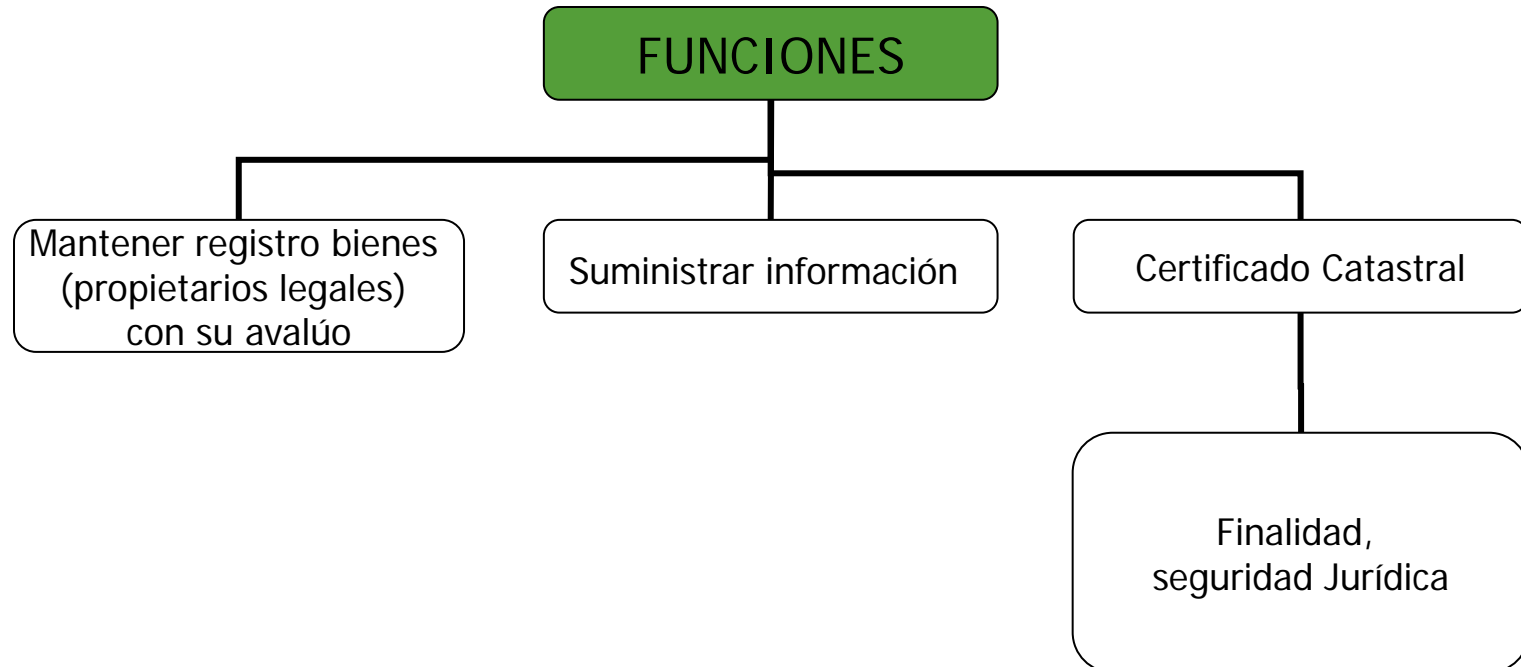 FUNCIONES
Mantener registro bienes
(propietarios legales)
con su avalúo
Suministrar información
Certificado Catastral
Finalidad,
seguridad Jurídica